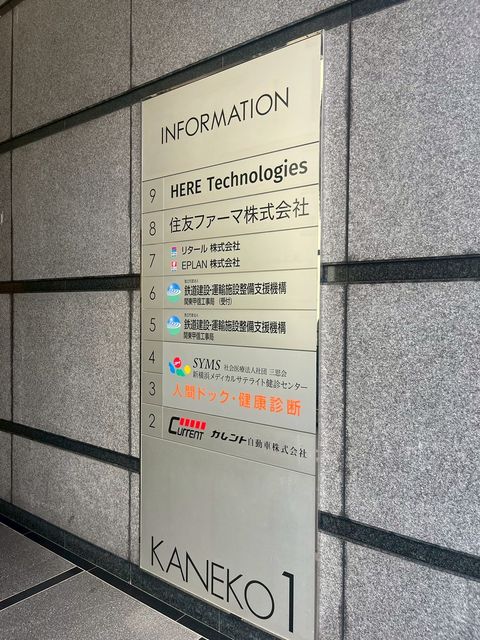 INFORMATION
9 HERE Technologies
8 住友ファーマ株式会社
7 リタール 株式会社
EPLAN 株式会社
6 鉄道建設・運輸施設整備支援機構
関東甲信工事局 (受付)
5 鉄道建設・運輸施設整備支援機構
関東甲信工事局
4 SYMS 社会医療法人社団 三思会
新横浜メディカルサテライト健診センター
3 人間ドック・健康診断
2 Current カレント自動車株式会社
KANEKO 1